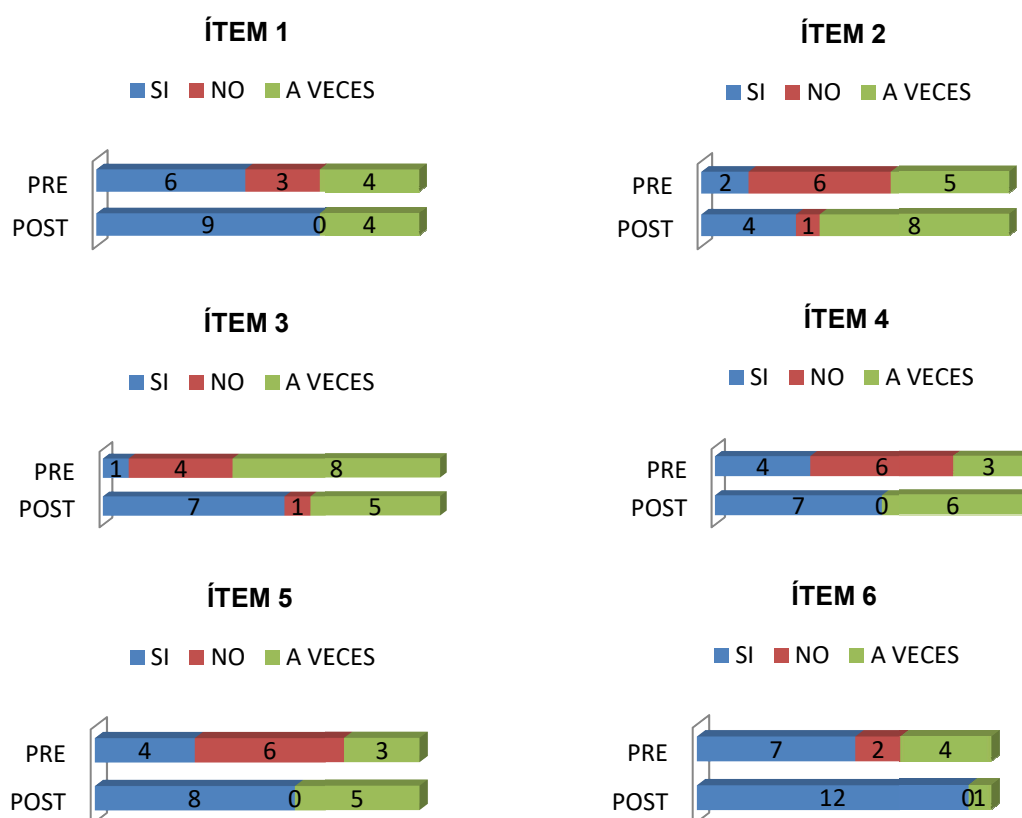 ÍTEM 1
SI NO A VECES
PRE 6 3 4
POST 9 0 4
ÍTEM 2
SI NO A VECES
PRE 2 6 5
POST 4 1 8
ÍTEM 3
SI NO A VECES
PRE 1 4 8
POST 7 1 5
ÍTEM 4
SI NO A VECES
PRE 4 6 3
POST 7 0 6
ÍTEM 5
SI NO A VECES
PRE 4 6 3
POST 8 0 5
ÍTEM 6
SI NO A VECES
PRE 7 2 4
POST 12 0 1